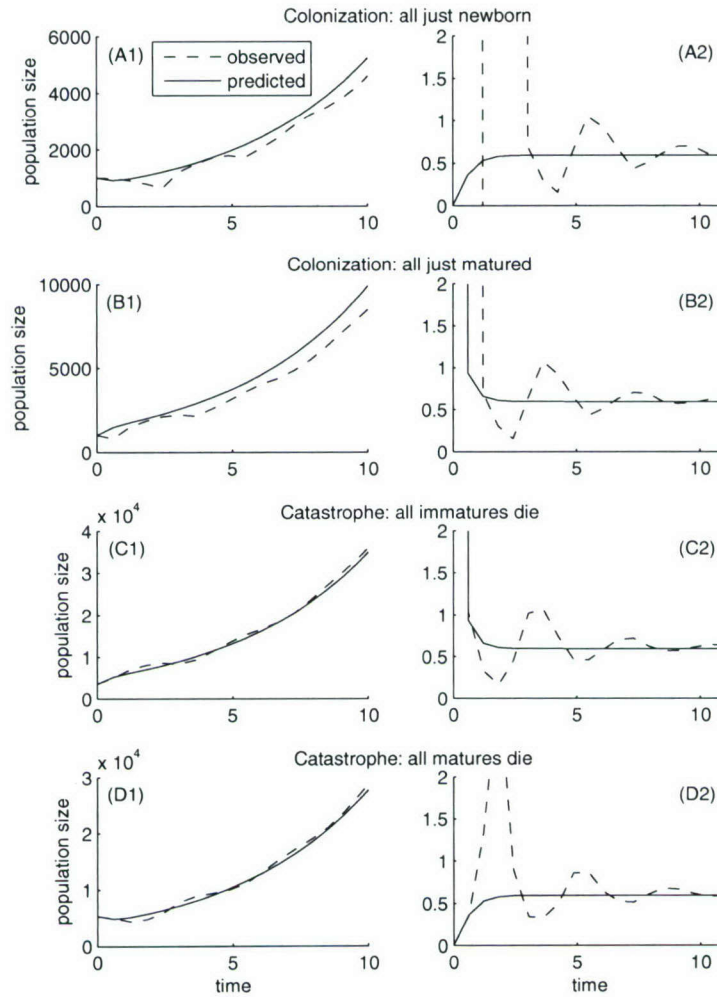 Colonization: all just newborn
(A1)
observed
predicted
population size
6000
4000
2000
0
0 5 10
(A2)
2
1.5
1
0.5
0
0 5 10
Colonization: all just matured
(B1)
population size
10000
5000
0
0 5 10
(B2)
2
1.5
1
0.5
0
0 5 10
Catastrophe: all immatures die
x 10^4
(C1)
population size
4
3
2
1
0
0 5 10
(C2)
2
1.5
1
0.5
0
0 5 10
Catastrophe: all matures die
x 10^4
(D1)
population size
3
2
1
0
0 5 10
time
(D2)
2
1.5
1
0.5
0
0 5 10
time